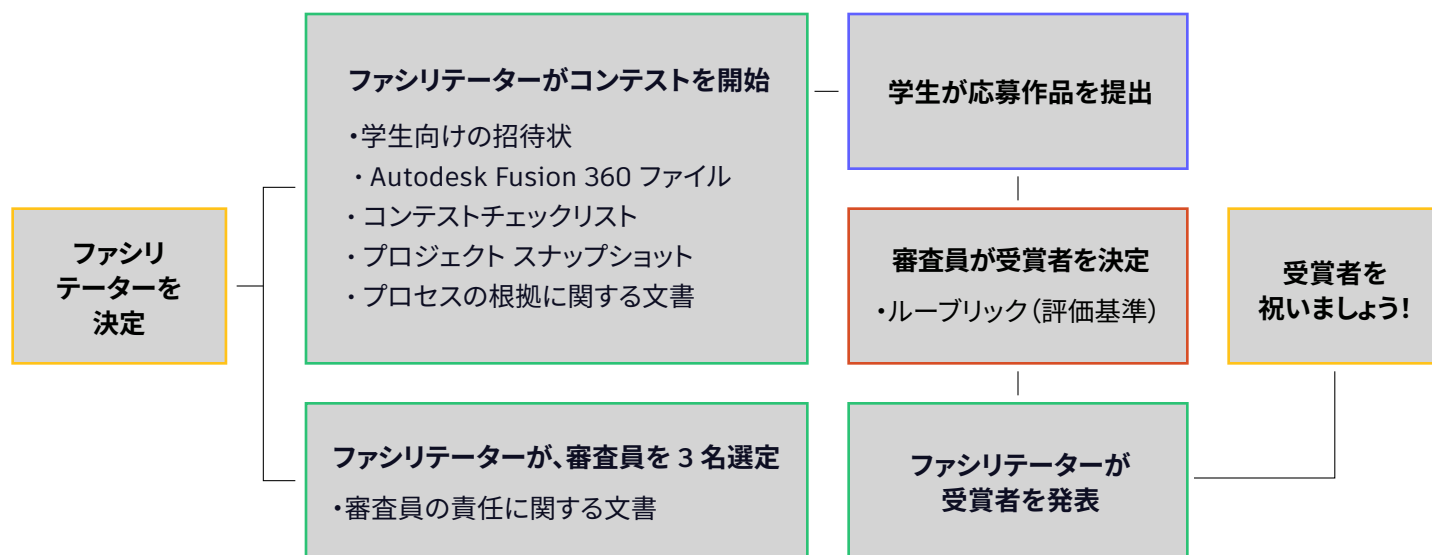 ファシリ
テーターを
決定
ファシリテーターがコンテストを開始
・学生向けの招待状
・Autodesk Fusion 360 ファイル
・コンテストチェックリスト
・プロジェクト スナップショット
・プロセスの根拠に関する文書
ファシリテーターが、審査員を 3 名選定
・審査員の責任に関する文書
学生が応募作品を提出
審査員が受賞者を決定
・ルーブリック（評価基準）
ファシリテーターが
受賞者を発表
受賞者を
祝いましょう！